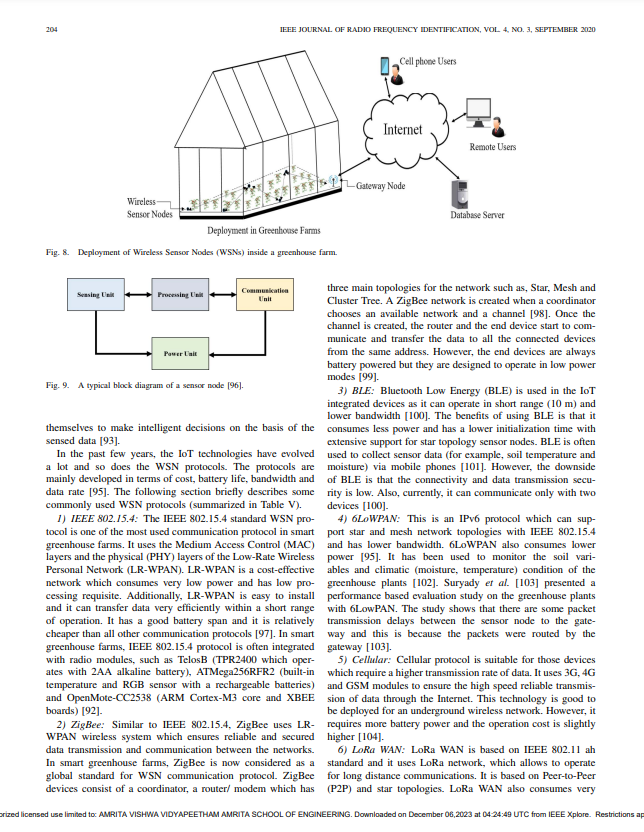 204
IEEE JOURNAL OF RADIO FREQUENCY IDENTIFICATION, VOL. 4, NO. 3, SEPTEMBER 2020
Cell phone Users
Internet
Remote Users
Gateway Node
Wireless
Sensor Nodes
Database Server
Deployment in Greenhouse Farms
Fig. 8. Deployment of Wireless Sensor Nodes (WSNs) inside a greenhouse farm.
Sensing Unit
Processing Unit
Communication
Unit
Power Unit
Fig. 9. A typical block diagram of a sensor node [96].
themselves to make intelligent decisions on the basis of the
sensed data [93].
In the past few years, the IoT technologies have evolved
a lot and so does the WSN protocols. The protocols are
mainly developed in terms of cost, battery life, bandwidth and
data rate [95]. The following section briefly describes some
commonly used WSN protocols (summarized in Table V).
1) IEEE 802.15.4: The IEEE 802.15.4 standard WSN pro-
tocol is one of the most used communication protocol in smart
greenhouse farms. It uses the Medium Access Control (MAC)
layers and the physical (PHY) layers of the Low-Rate Wireless
Personal Network (LR-WPAN). LR-WPAN is a cost-effective
network which consumes very low power and has low pro-
cessing requisite. Additionally, LR-WPAN is easy to install
and it can transfer data very efficiently within a short range
of operation. It has a good battery span and it is relatively
cheaper than all other communication protocols [97]. In smart
greenhouse farms, IEEE 802.15.4 protocol is often integrated
with radio modules, such as TelosB (TPR2400 which oper-
ates with 2AA alkaline battery), ATMega256RFR2 (built-in
temperature and RGB sensor with a rechargeable batteries)
and OpenMote-CC2538 (ARM Cortex-M3 core and XBEE
boards) [92].
2) ZigBee: Similar to IEEE 802.15.4, ZigBee uses LR-
WPAN wireless system which ensures reliable and secured
data transmission and communication between the networks.
In smart greenhouse farms, ZigBee is now considered as a
global standard for WSN communication protocol. ZigBee
devices consist of a coordinator, a router/ modem which has
three main topologies for the network such as, Star, Mesh and
Cluster Tree. A ZigBee network is created when a coordinator
chooses an available network and a channel [98]. Once the
channel is created, the router and the end device start to com-
municate and transfer the data to all the connected devices
from the same address. However, the end devices are always
battery powered but they are designed to operate in low power
modes [99].
3) BLE: Bluetooth Low Energy (BLE) is used in the IoT
integrated devices as it can operate in short range (10 m) and
lower bandwidth [100]. The benefits of using BLE is that it
consumes less power and has a lower initialization time with
extensive support for star topology sensor nodes. BLE is often
used to collect sensor data (for example, soil temperature and
moisture) via mobile phones [101]. However, the downside
of BLE is that the connectivity and data transmission secu-
rity is low. Also, currently, it can communicate only with two
devices [100].
4) 6LoWPAN: This is an IPv6 protocol which can sup-
port star and mesh network topologies with IEEE 802.15.4
and has lower bandwidth. 6LoWPAN also consumes lower
power [95]. It has been used to monitor the soil vari-
ables and climatic (moisture, temperature) condition of the
greenhouse plants [102]. Suryady et al. [103] presented a
performance based evaluation study on the greenhouse plants
with 6LowPAN. The study shows that there are some packet
transmission delays between the sensor node to the gate-
way and this is because the packets were routed by the
gateway [103].
5) Cellular: Cellular protocol is suitable for those devices
which require a higher transmission rate of data. It uses 3G, 4G
and GSM modules to ensure the high speed reliable transmis-
sion of data through the Internet. This technology is good to
be deployed for an underground wireless network. However, it
requires more battery power and the operation cost is slightly
higher [104].
6) LoRa WAN: LoRa WAN is based on IEEE 802.11 ah
standard and it uses LoRa network, which allows to operate
for long distance communications. It is based on Peer-to-Peer
(P2P) and star topologies. LoRa WAN also consumes very
orized licensed use limited to: AMRITA VISHWA VIDYAPEETHAM AMRITA SCHOOL OF ENGINEERING. Downloaded on December 06,2023 at 04:24:49 UTC from IEEE Xplore. Restrictions ap